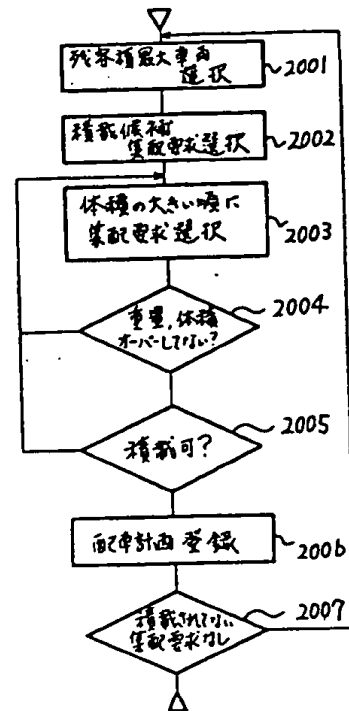 残容積最大車両
選択
2001
積載候補
集配要求選択
2002
体積の大きい順に
集配要求選択
2003
重量,体積
オーバーしてない?
2004
積載可?
2005
配車計画登録
2006
積載されてない
集配要求なし
2007